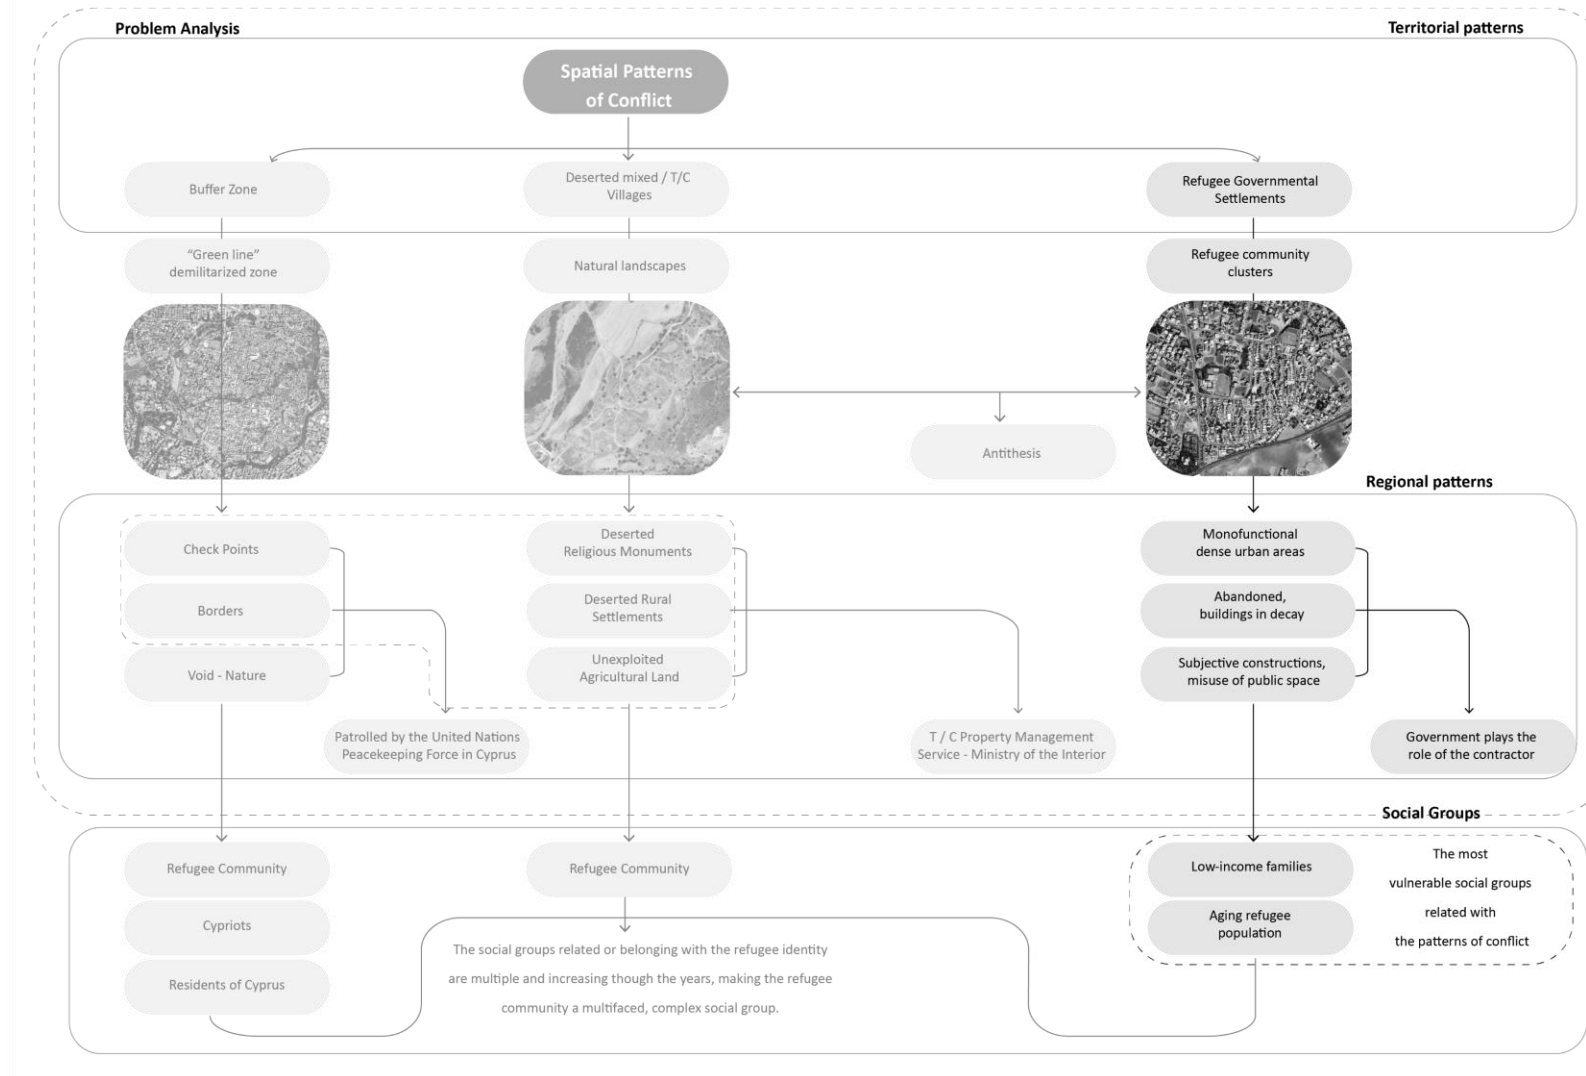 Problem Analysis
Territorial patterns
Spatial Patterns
of Conflict
Buffer Zone
Deserted mixed / T/C
Villages
Refugee Governmental
Settlements
“Green line”
demilitarized zone
Natural landscapes
Refugee community
clusters
Antithesis
Regional patterns
Check Points
Borders
Void - Nature
Deserted
Religious Monuments
Deserted Rural
Settlements
Unexploited
Agricultural Land
Monofunctional
dense urban areas
Abandoned,
buildings in decay
Subjective constructions,
misuse of public space
Patrolled by the United Nations
Peacekeeping Force in Cyprus
T / C Property Management
Service - Ministry of the Interior
Government plays the
role of the contractor
Social Groups
Refugee Community
Cypriots
Residents of Cyprus
Refugee Community
The social groups related or belonging with the refugee identity
are multiple and increasing though the years, making the refugee
community a multifaced, complex social group.
Low-income families
Aging refugee
population
The most
vulnerable social groups
related with
the patterns of conflict